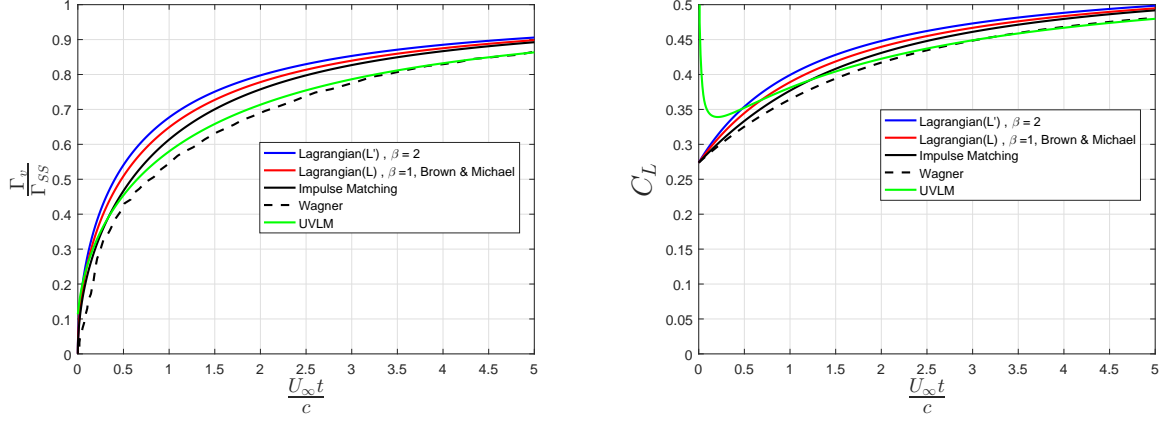 1
0.9
0.8
0.7
0.6
0.5
0.4
0.3
0.2
0.1
0
Γv
ΓSS
0 0.5 1 1.5 2 2.5 3 3.5 4 4.5 5
U∞t
c
Lagrangian(L') , β = 2
Lagrangian(L) , β =1, Brown & Michael
Impulse Matching
Wagner
UVLM
0.5
0.45
0.4
0.35
0.3
0.25
0.2
0.15
0.1
0.05
0
CL
0 0.5 1 1.5 2 2.5 3 3.5 4 4.5 5
U∞t
c
Lagrangian(L') , β = 2
Lagrangian(L) , β =1, Brown & Michael
Impulse Matching
Wagner
UVLM